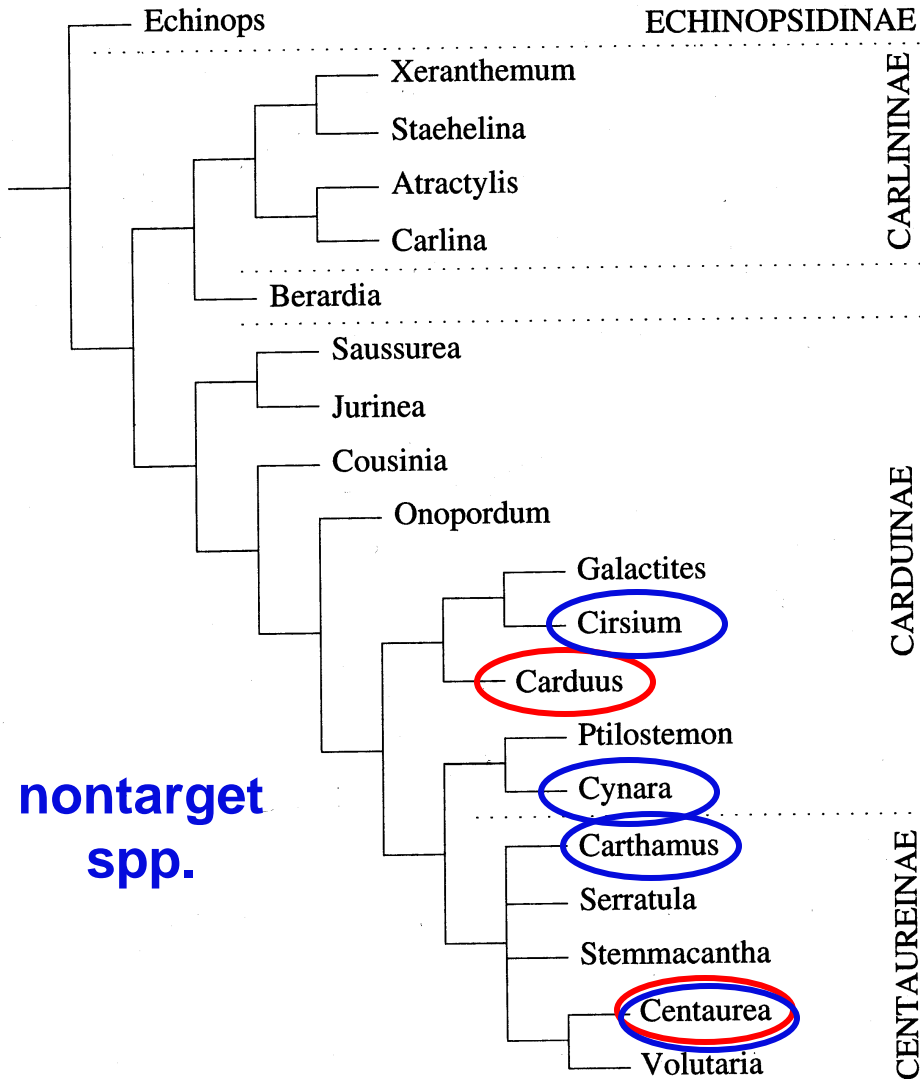 Echinops
ECHINOPSIDINAE
Xeranthemum
Staehelina
Atractylis
Carlina
CARLININAE
Berardia
Saussurea
Jurinea
Cousinia
Onopordum
Galactites
Cirsium
Carduus
Ptilostemon
Cynara
CARDUINAE
nontarget
spp.
Carthamus
Serratula
Stemmacantha
Centaurea
Volutaria
CENTAUREINAE